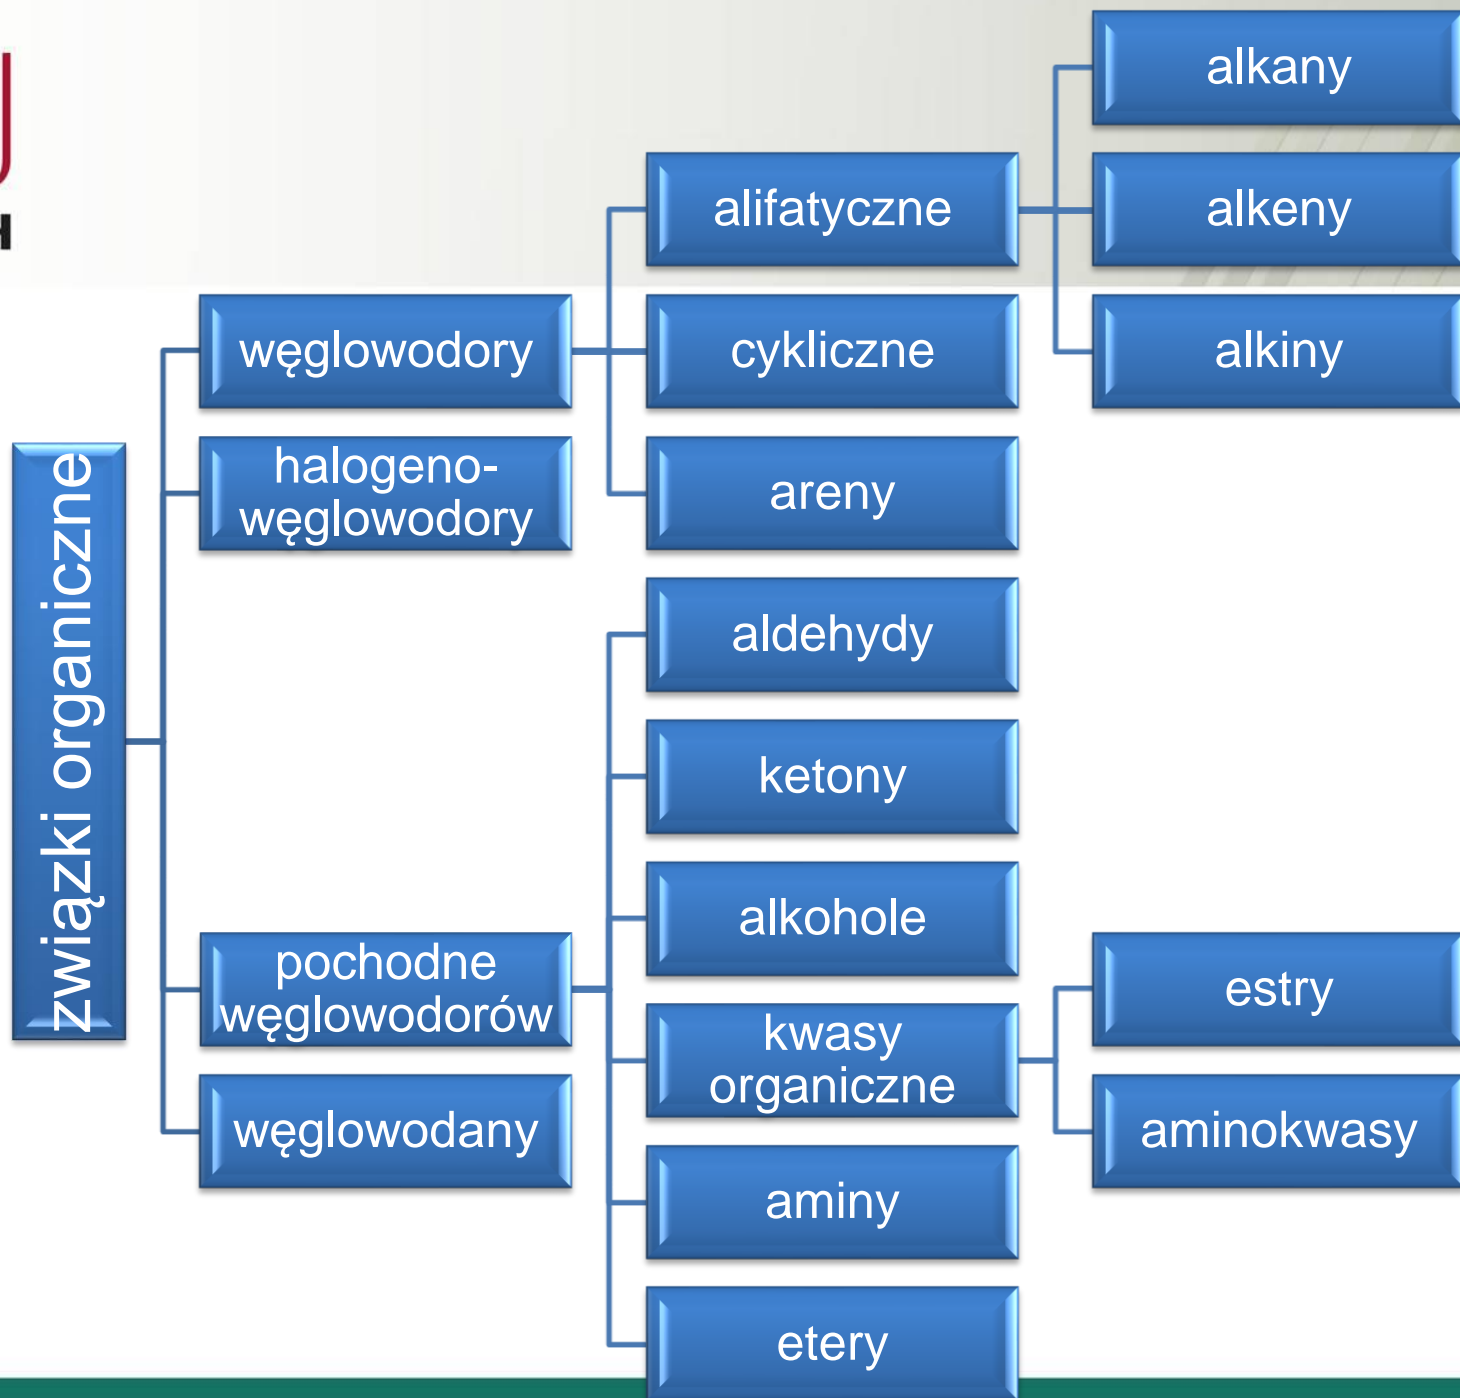 związki organiczne
węglowodory
alifatyczne
alkany
alkeny
alkiny
cykliczne
areny
halogeno-
węglowodory
pochodne
węglowodorów
aldehydy
ketony
alkohole
kwasy
organiczne
estry
aminokwasy
aminy
etery
węglowodany